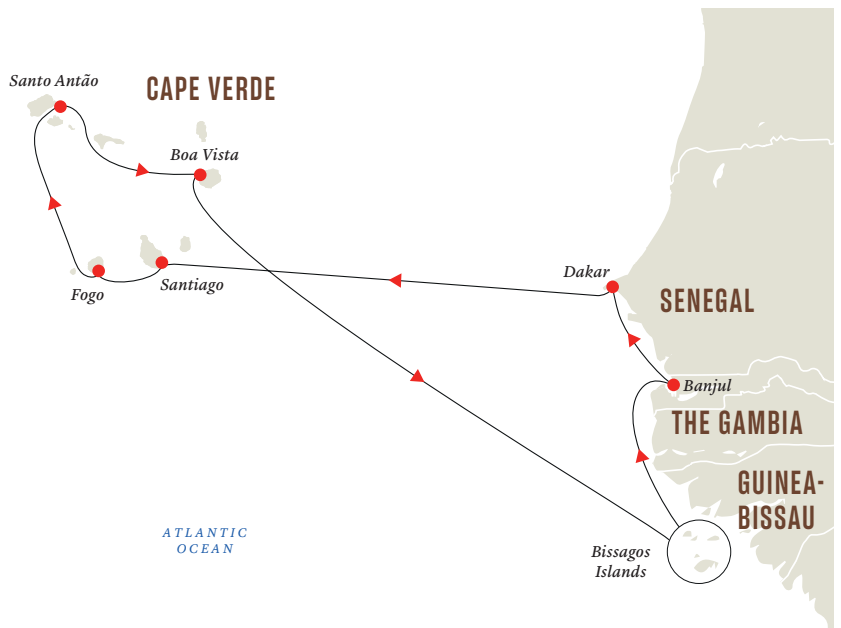 Santo Antão
CAPE VERDE
Boa Vista
Fogo
Santiago
Dakar
SENEGAL
Banjul
THE GAMBIA
GUINEA-
BISSAU
ATLANTIC
OCEAN
Bissagos
Islands